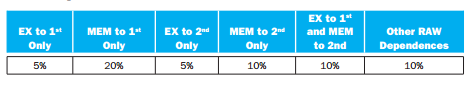 EX to 1st Only
MEM to 1st Only
EX to 2nd Only
MEM to 2nd Only
EX to 1st and MEM to 2nd
Other RAW Dependences
5%
20%
5%
10%
10%
10%